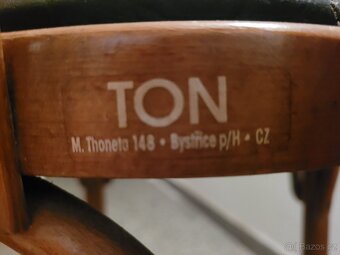 TON
M. Thoneta 148 • Bystřice p/H • CZ